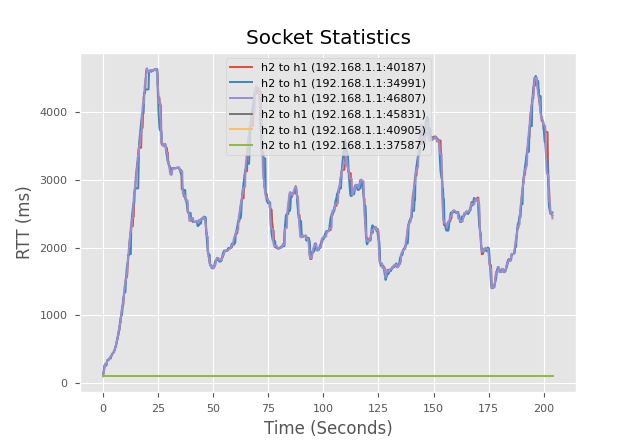 Socket Statistics
h2 to h1 (192.168.1.1:40187)
h2 to h1 (192.168.1.1:34991)
h2 to h1 (192.168.1.1:46807)
h2 to h1 (192.168.1.1:45831)
h2 to h1 (192.168.1.1:40905)
h2 to h1 (192.168.1.1:37587)
RTT (ms)
4000
3000
2000
1000
0
0 25 50 75 100 125 150 175 200
Time (Seconds)